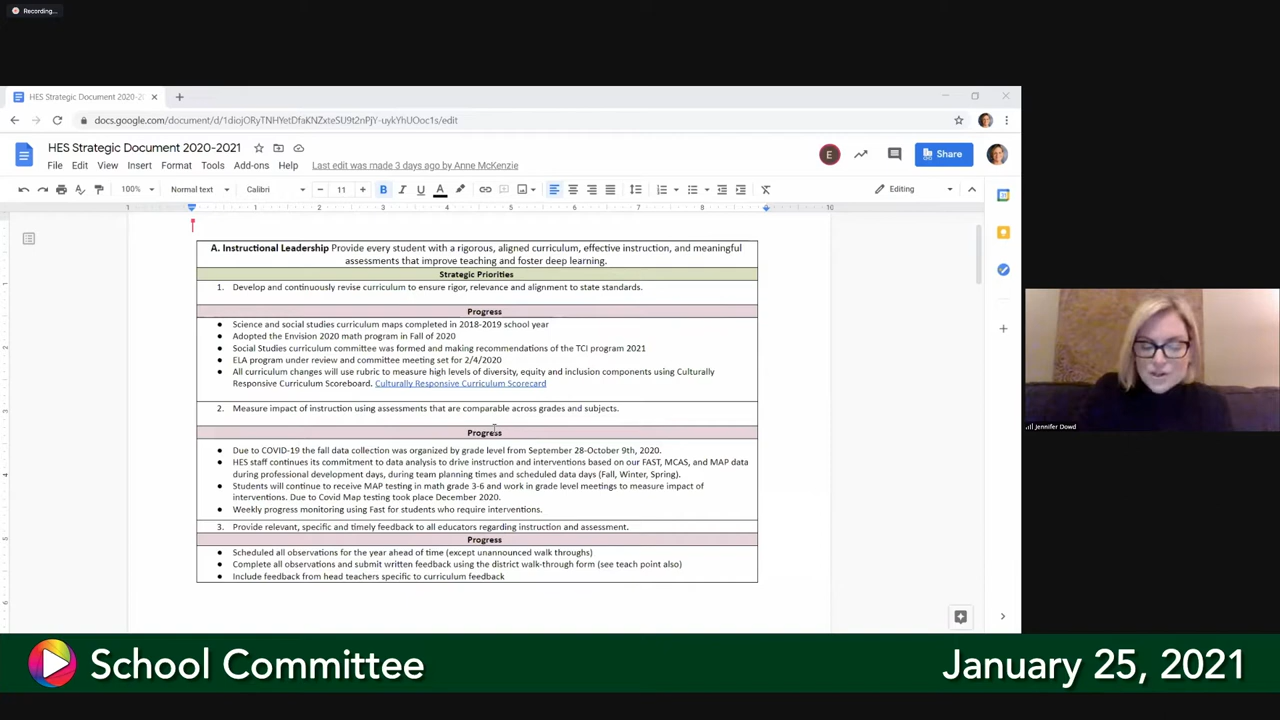 Recording...
HES Strategic Document 2020-2
docs.google.com/document/d/1diojORyTNHYetDfaKNZxteSU9t2nPjY-uykYhUOoc1s/edit
HES Strategic Document 2020-2021
File Edit View Insert Format Tools Add-ons Help Last edit was made 3 days ago by Anne McKenzie
E
Share
100% Normal text Calibri 11 B I U A Editing
1 1 2 3 4 5 6 7 8 9 10
A. Instructional Leadership Provide every student with a rigorous, aligned curriculum, effective instruction, and meaningful
assessments that improve teaching and foster deep learning.
Strategic Priorities
1. Develop and continuously revise curriculum to ensure rigor, relevance and alignment to state standards.
Progress
● Science and social studies curriculum maps completed in 2018-2019 school year
● Adopted the Envision 2020 math program in Fall of 2020
● Social Studies curriculum committee was formed and making recommendations of the TCI program 2021
● ELA program under review and committee meeting set for 2/4/2020
● All curriculum changes will use rubric to measure high levels of diversity, equity and inclusion components using Culturally
Responsive Curriculum Scoreboard. Culturally Responsive Curriculum Scorecard
2. Measure impact of instruction using assessments that are comparable across grades and subjects.
Progress
● Due to COVID-19 the fall data collection was organized by grade level from September 28-October 9th, 2020.
● HES staff continues its commitment to data analysis to drive instruction and interventions based on our FAST, MCAS, and MAP data
during professional development days, during team planning times and scheduled data days (Fall, Winter, Spring).
● Students will continue to receive MAP testing in math grade 3-6 and work in grade level meetings to measure impact of
interventions. Due to Covid Map testing took place December 2020.
● Weekly progress monitoring using Fast for students who require interventions.
3. Provide relevant, specific and timely feedback to all educators regarding instruction and assessment.
Progress
● Scheduled all observations for the year ahead of time (except unannounced walk throughs)
● Complete all observations and submit written feedback using the district walk-through form (see teach point also)
● Include feedback from head teachers specific to curriculum feedback
1
2
3
4
5
6
Jennifer Dowd
School Committee
January 25, 2021